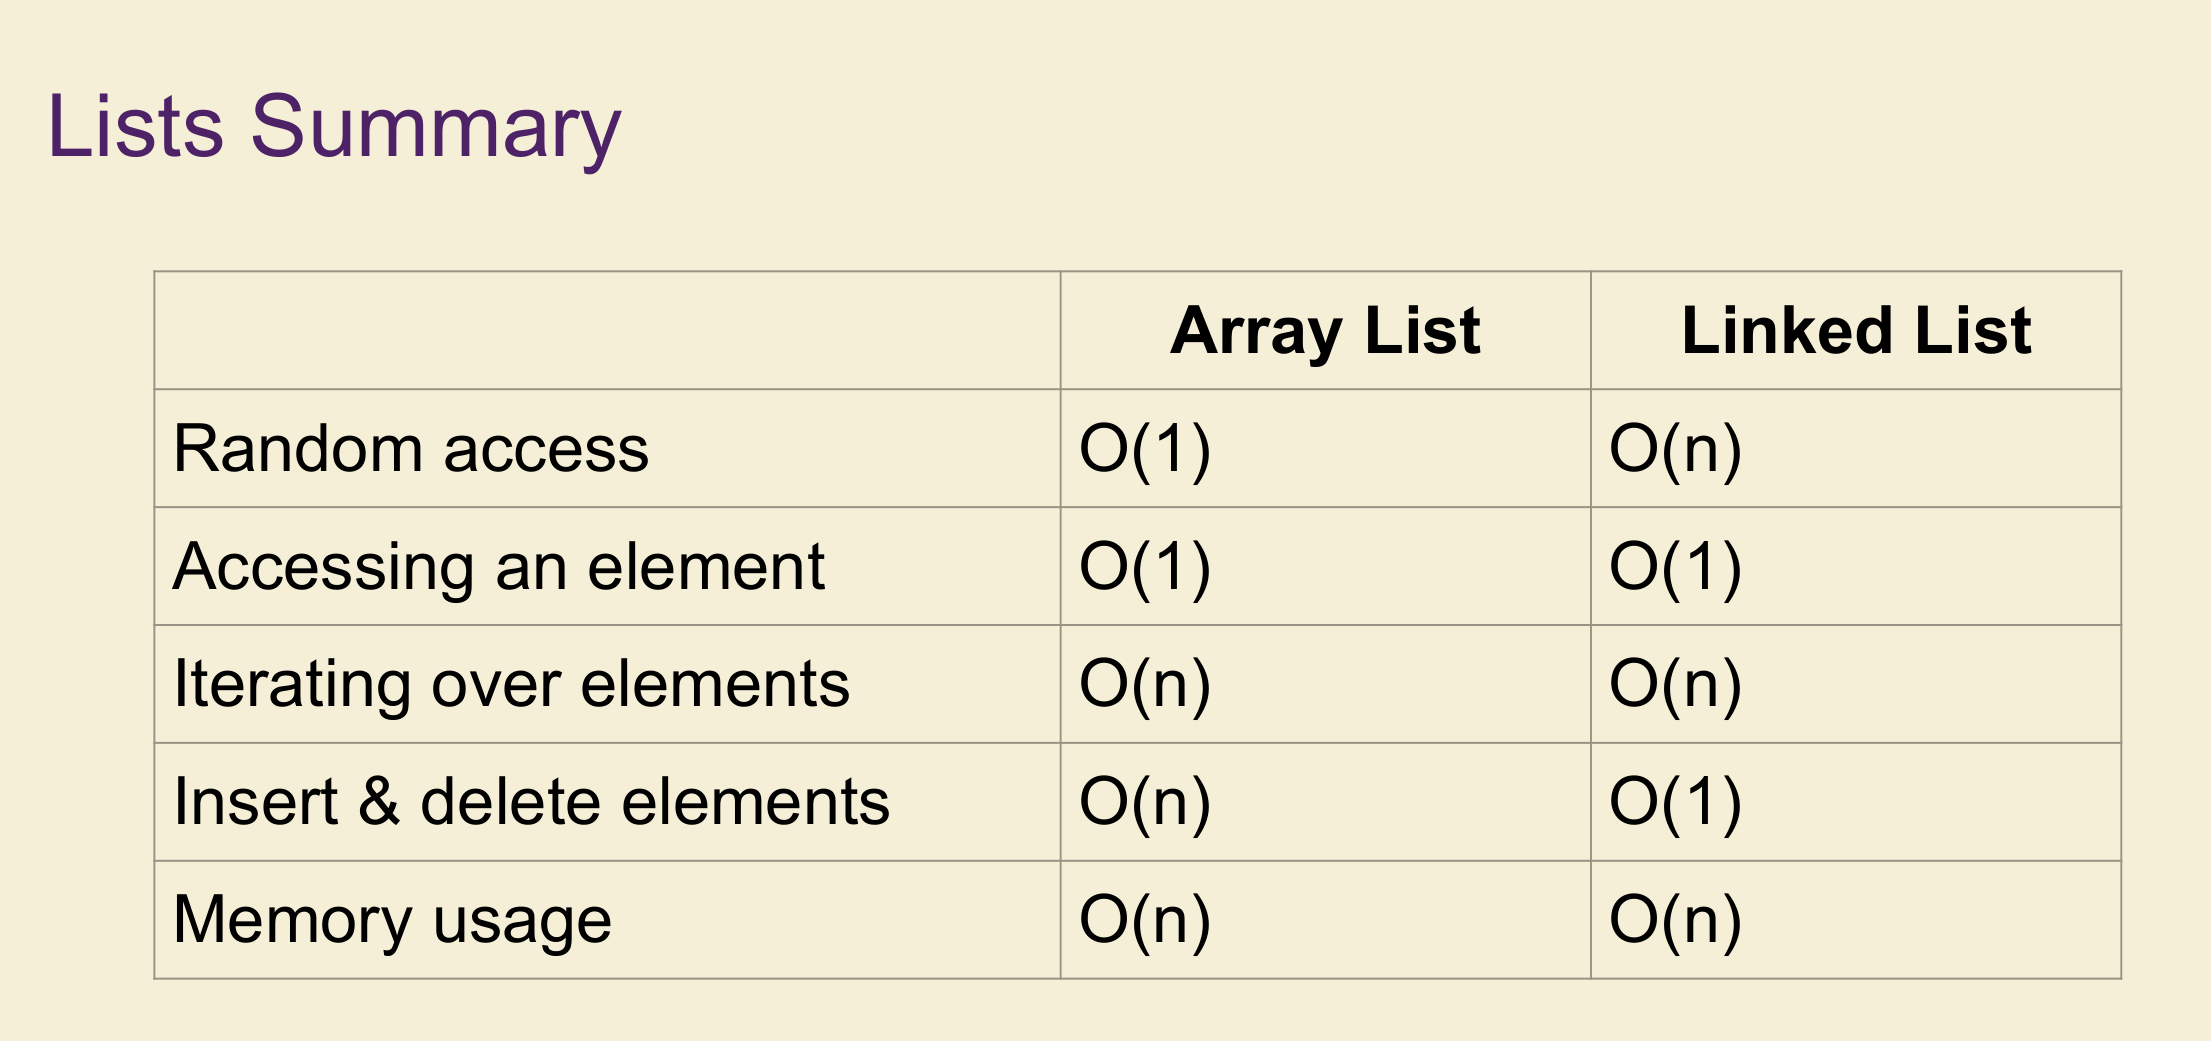 Lists Summary
Array List Linked List
Random access O(1) O(n)
Accessing an element O(1) O(1)
Iterating over elements O(n) O(n)
Insert & delete elements O(n) O(1)
Memory usage O(n) O(n)